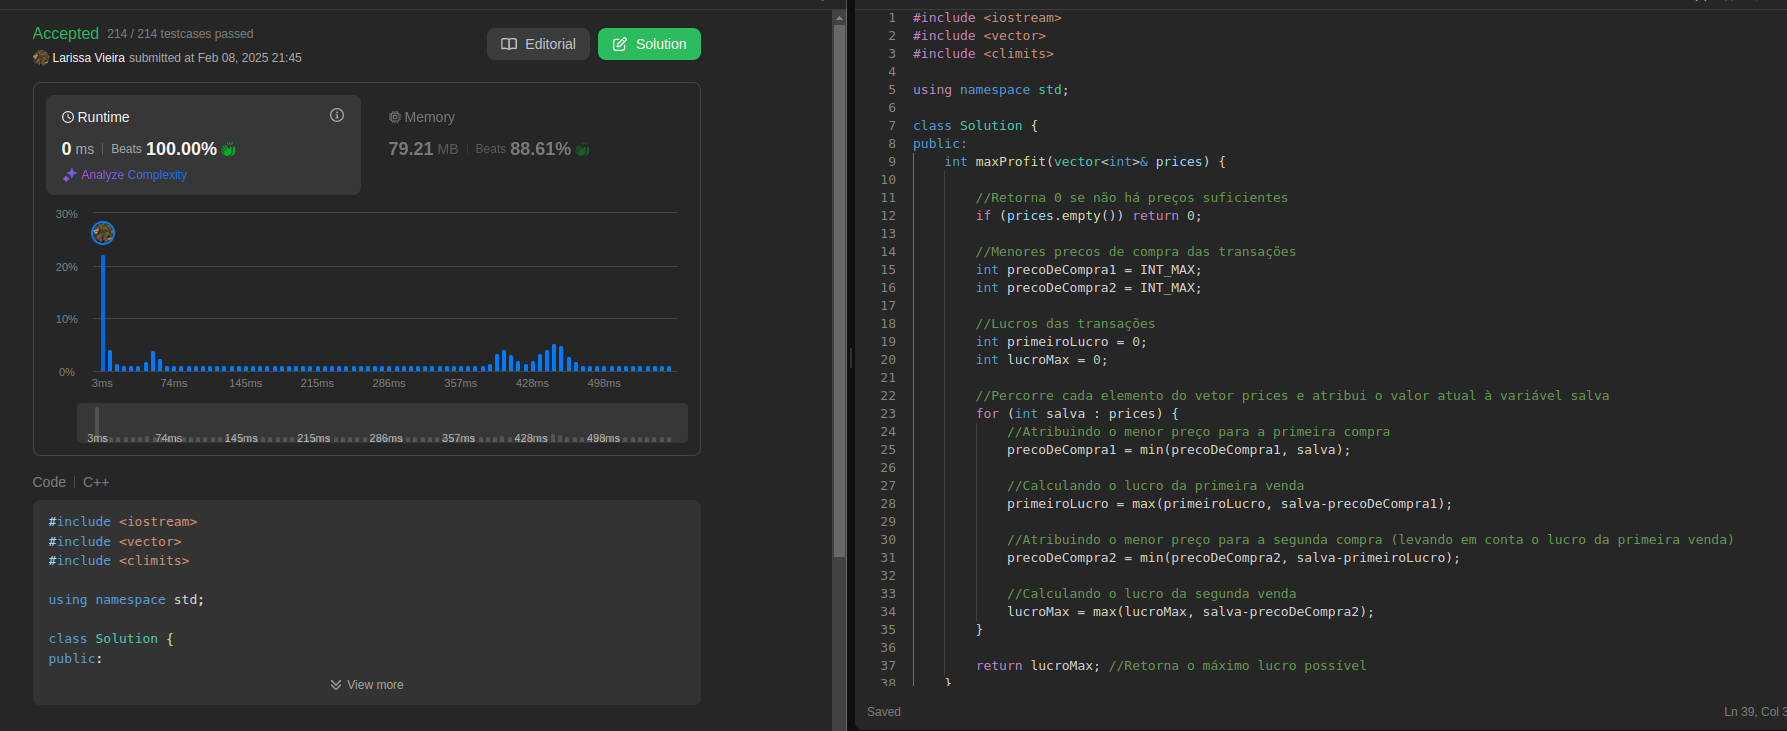 Accepted 214 / 214 testcases passed
Larissa Vieira submitted at Feb 08, 2025 21:45
Editorial
Solution
Runtime
0 ms | Beats 100.00%
Analyze Complexity
Memory
79.21 MB | Beats 88.61%
30%
20%
10%
0%
3ms 74ms 145ms 215ms 286ms 357ms 428ms 498ms
3ms 74ms 145ms 215ms 286ms 357ms 428ms 498ms
Code | C++
#include <iostream>
#include <vector>
#include <climits>
using namespace std;
class Solution {
public:
View more
1 #include <iostream>
2 #include <vector>
3 #include <climits>
4
5 using namespace std;
6
7 class Solution {
8 public:
9 int maxProfit(vector<int>& prices) {
10
11 //Retorna 0 se não há preços suficientes
12 if (prices.empty()) return 0;
13
14 //Menores precos de compra das transações
15 int precoDeCompra1 = INT_MAX;
16 int precoDeCompra2 = INT_MAX;
17
18 //Lucros das transações
19 int primeiroLucro = 0;
20 int lucroMax = 0;
21
22 //Percorre cada elemento do vetor prices e atribui o valor atual à variável salva
23 for (int salva : prices) {
24 //Atribuindo o menor preço para a primeira compra
25 precoDeCompra1 = min(precoDeCompra1, salva);
26
27 //Calculando o lucro da primeira venda
28 primeiroLucro = max(primeiroLucro, salva-precoDeCompra1);
29
30 //Atribuindo o menor preço para a segunda compra (levando em conta o lucro da primeira venda)
31 precoDeCompra2 = min(precoDeCompra2, salva-primeiroLucro);
32
33 //Calculando o lucro da segunda venda
34 lucroMax = max(lucroMax, salva-precoDeCompra2);
35 }
36
37 return lucroMax; //Retorna o máximo lucro possível
38 }
Saved
Ln 39, Col 3